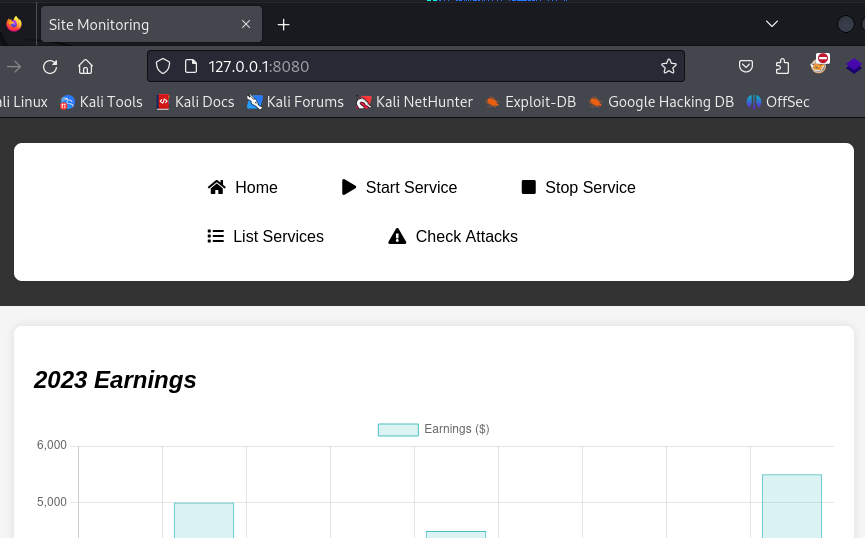 Site Monitoring
127.0.0.1:8080
ali Linux Kali Tools Kali Docs Kali Forums Kali NetHunter Exploit-DB Google Hacking DB OffSec
Home Start Service Stop Service
List Services Check Attacks
2023 Earnings
Earnings ($)
6,000
5,000